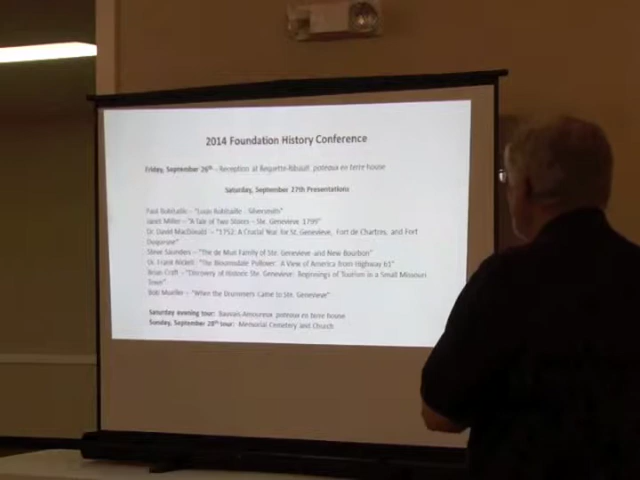 2014 Foundation History Conference
Friday, September 26th – Reception at Bequette-Ribault, poteaux en terre house
Saturday, September 27th Presentations
Paul Robitaille – "Louis Robitaille - Silversmith"
Janet Miller – "A Tale of Two Stores – Ste. Genevieve 1799"
Dr. David MacDonald – "1752: A Crucial Year for St. Genevieve, Fort de Chartres, and Fort
Duquesne"
Steve Saunders – "The de Mun Family of Ste. Genevieve and New Bourbon"
Dr. Frank Nickell: "The Bloomsdale Pullover: A View of America from Highway 61"
Brian Croft – "Discovery of Historic Ste. Genevieve: Beginnings of Tourism in a Small Missouri
Town"
Bob Mueller – "When the Drummers Came to Ste. Genevieve"
Saturday evening tour: Bauvais-Amoureux poteaux en terre house
Sunday, September 28th tour: Memorial Cemetery and Church